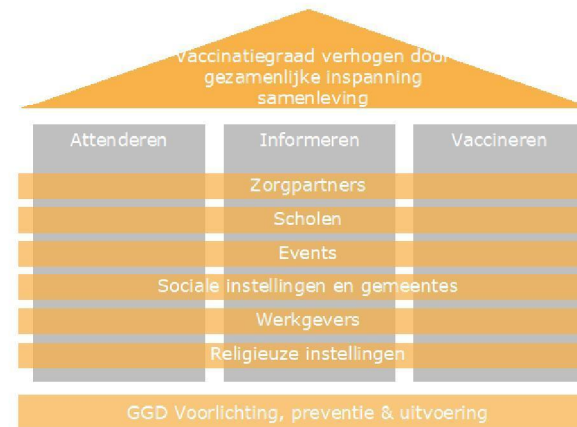 Vaccinatiegraad verhogen door
gezamenlijke inspanning
samenleving
Attenderen
Informeren
Vaccineren
Zorgpartners
Scholen
Events
Sociale instellingen en gemeentes
Werkgevers
Religieuze instellingen
GGD Voorlichting, preventie & uitvoering